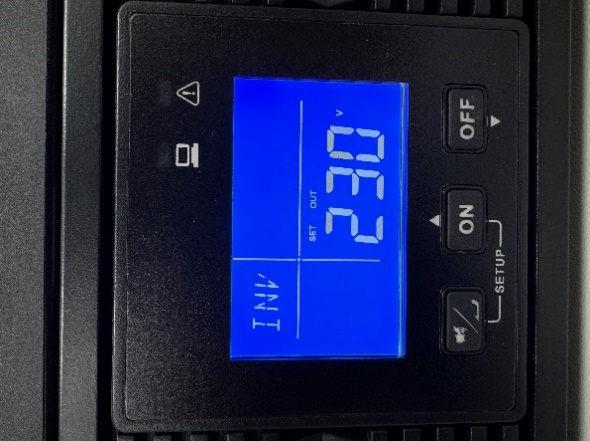 INV
SET OUT
230 V
ON OFF
SETUP